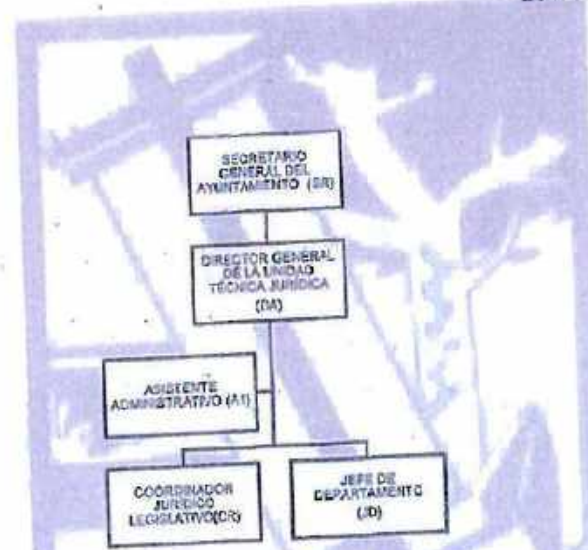 SECRETARIO
GENERAL DEL
AYUNTAMIENTO (SR)
DIRECTOR GENERAL
DE LA UNIDAD
TÉCNICA JURÍDICA
(DA)
ASISTENTE
ADMINISTRATIVO (A1)
COORDINADOR
JURÍDICO
LEGISLATIVO(CR)
JEFE DE
DEPARTAMENTO
(JD)